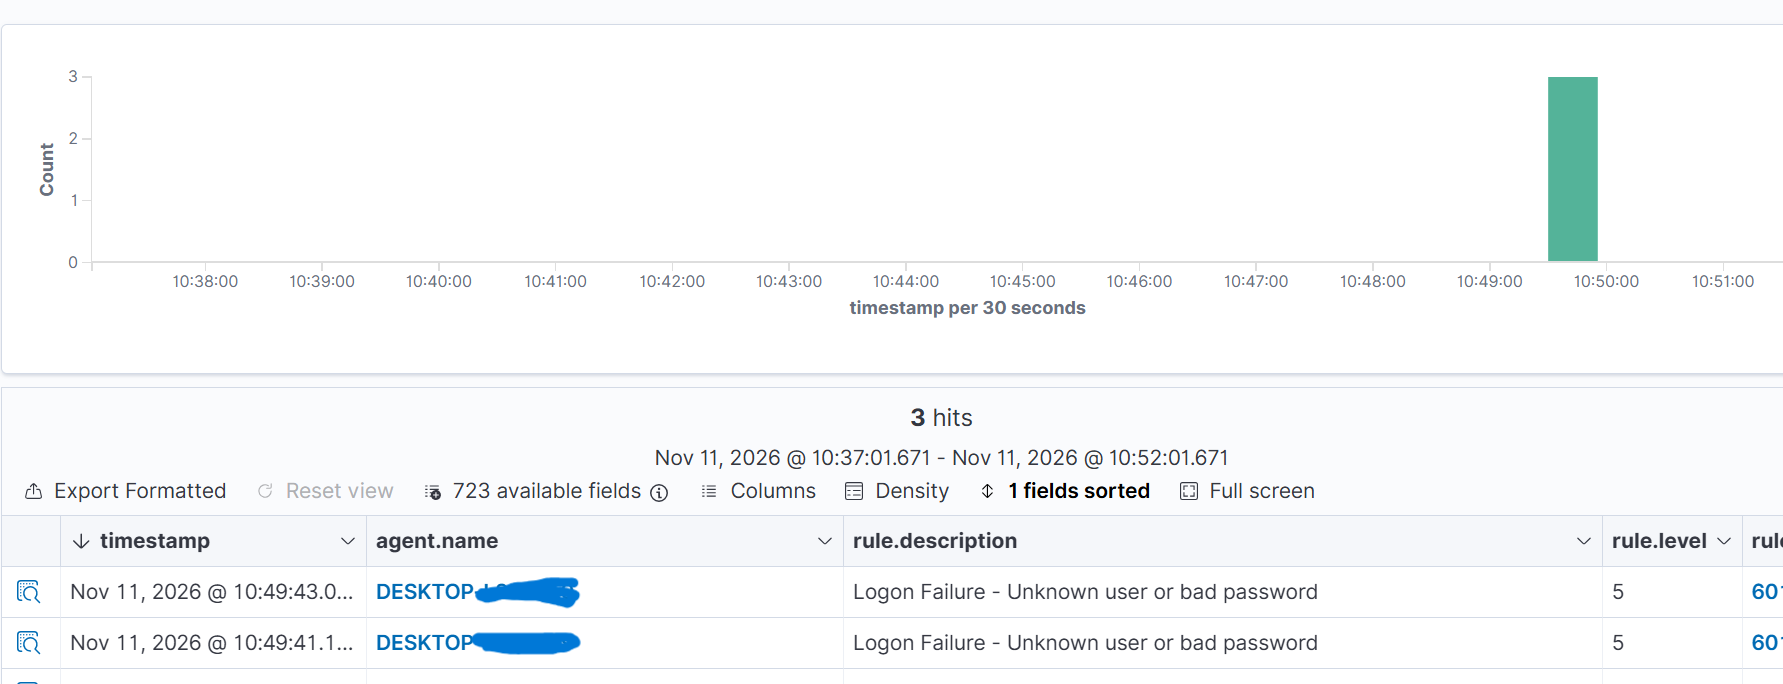 3
2
1
0
Count
10:38:00 10:39:00 10:40:00 10:41:00 10:42:00 10:43:00 10:44:00 10:45:00 10:46:00 10:47:00 10:48:00 10:49:00 10:50:00 10:51:00
timestamp per 30 seconds
3 hits
Nov 11, 2026 @ 10:37:01.671 - Nov 11, 2026 @ 10:52:01.671
Export Formatted Reset view 723 available fields Columns Density 1 fields sorted Full screen
timestamp agent.name rule.description rule.level
Nov 11, 2026 @ 10:49:43.0... DESKTOP- Logon Failure - Unknown user or bad password 5
Nov 11, 2026 @ 10:49:41.1... DESKTOP Logon Failure - Unknown user or bad password 5